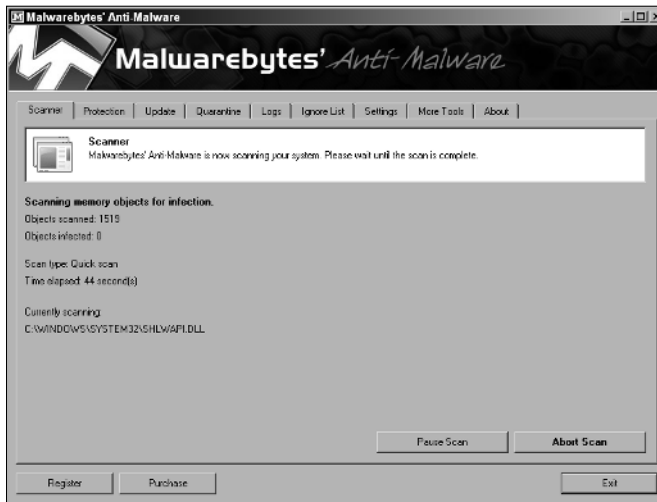 Malwarebytes' Anti-Malware
Malwarebytes' Anti-Malware
Scanner Protection Update Quarantine Logs Ignore List Settings More Tools About
Scanner
Malwarebytes' Anti-Malware is now scanning your system. Please wait until the scan is complete.
Scanning memory objects for infection.
Objects scanned: 1519
Objects infected: 0
Scan type: Quick scan
Time elapsed: 44 second(s)
Currently scanning:
C:\WINDOWS\SYSTEM32\SHLWAPI.DLL
Pause Scan Abort Scan
Register Purchase Exit